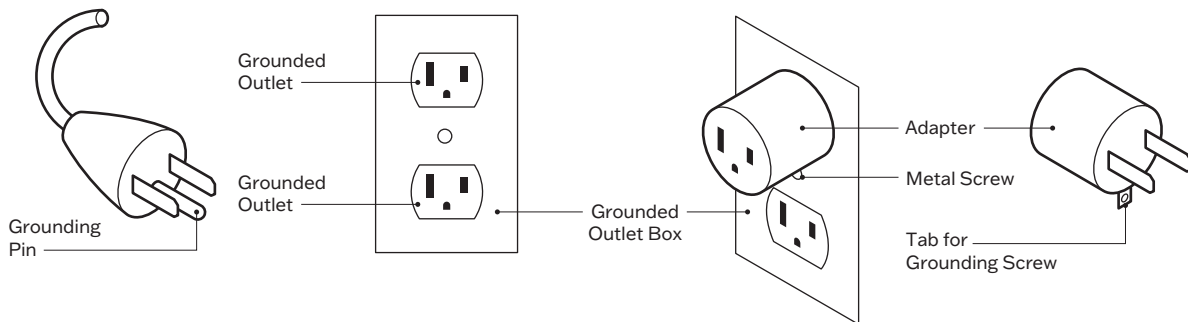 Grounded
Outlet
Grounded
Outlet
Grounding
Pin
Grounded
Outlet Box
Adapter
Metal Screw
Tab for
Grounding Screw